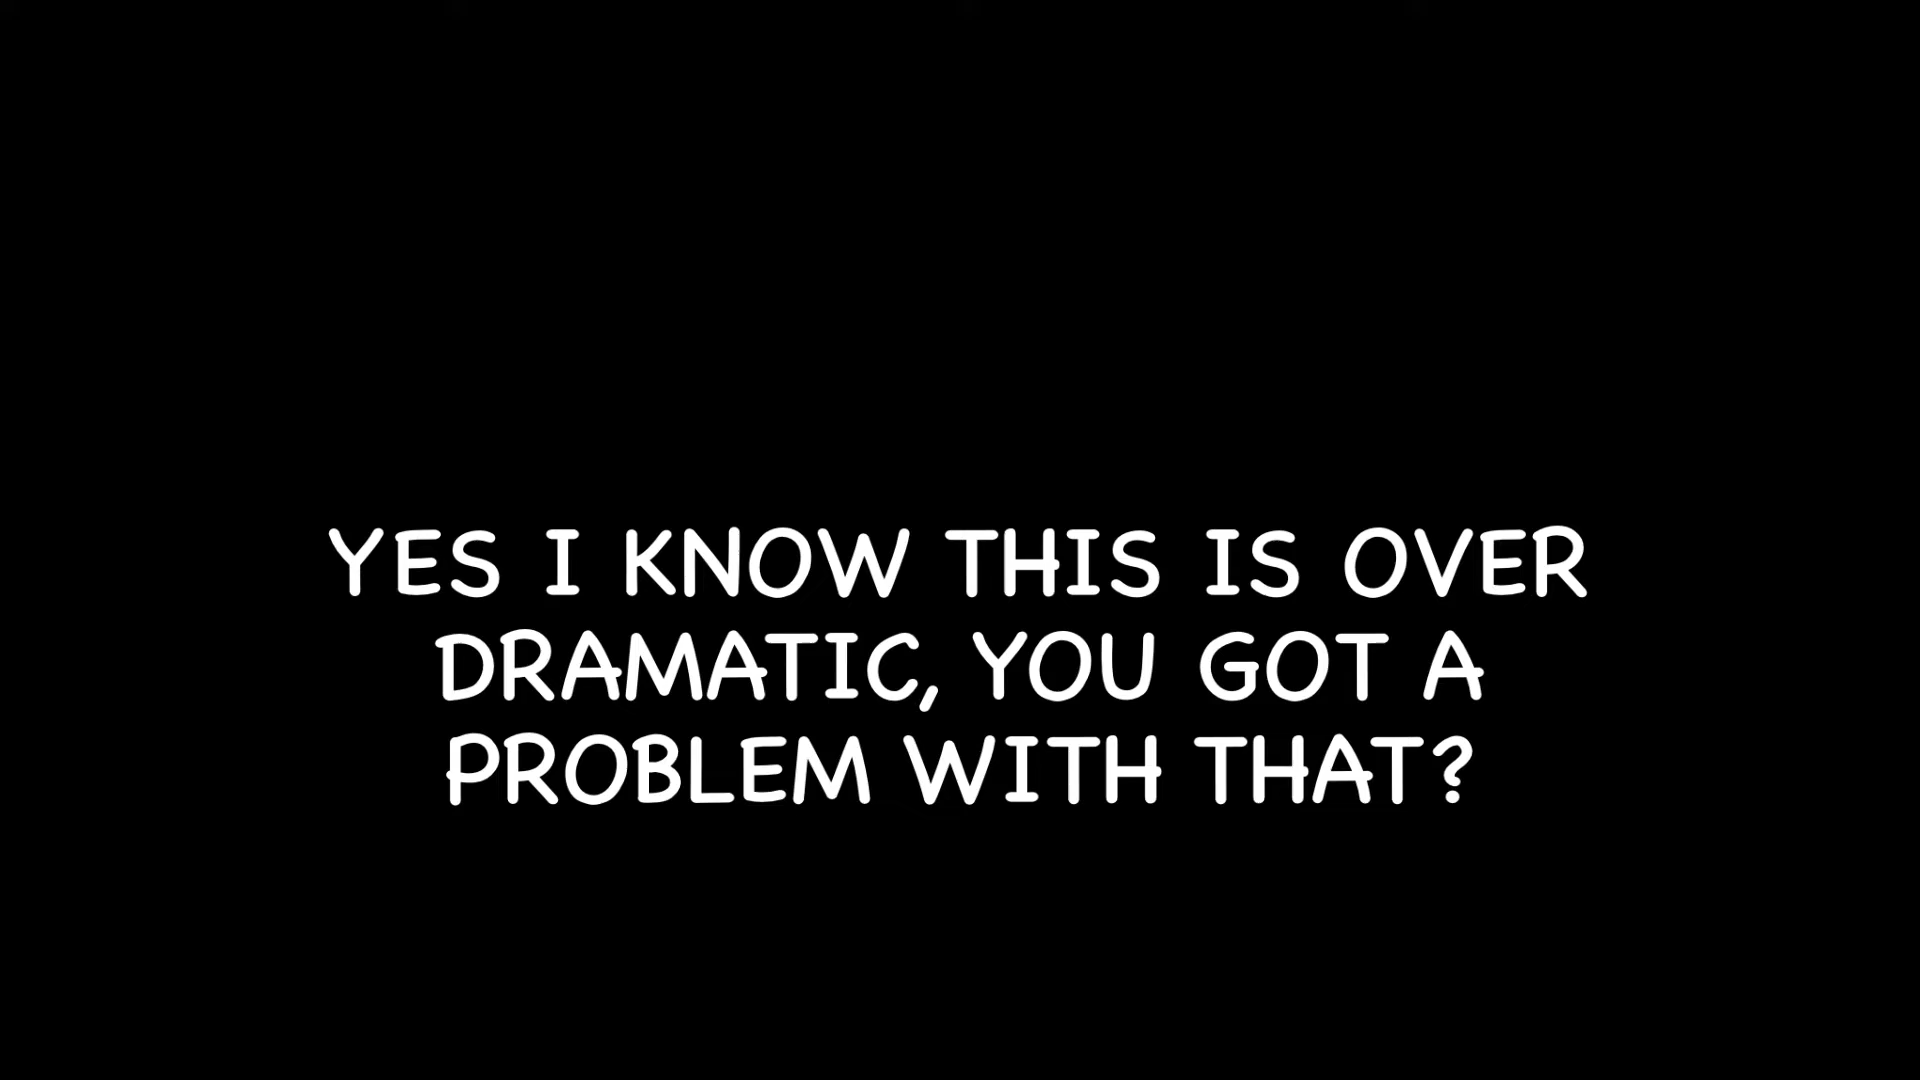 YES I KNOW THIS IS OVER
DRAMATIC, YOU GOT A
PROBLEM WITH THAT?